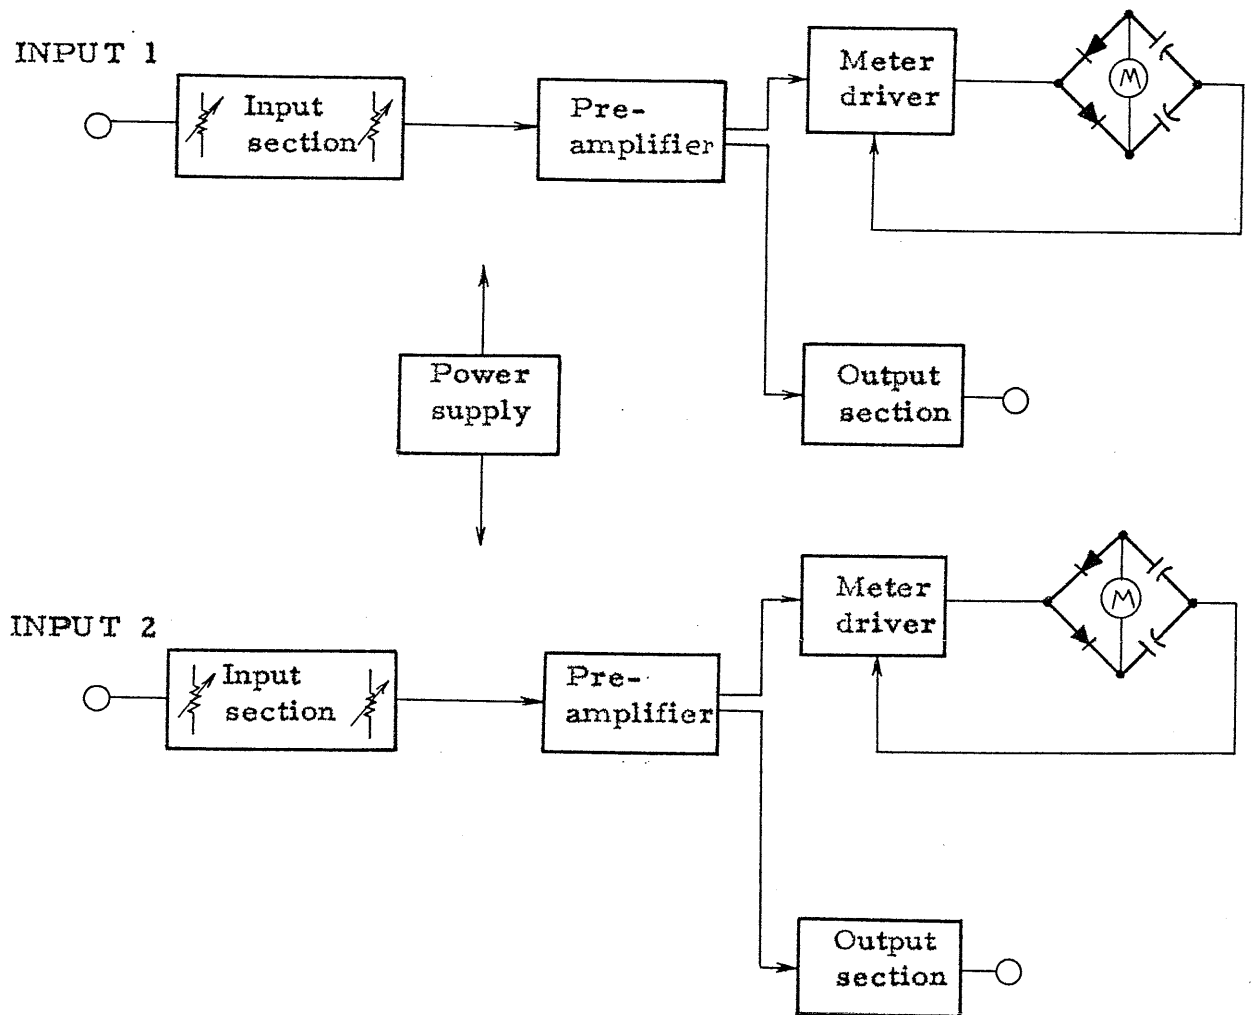 INPUT 1
Input
section
Pre-
amplifier
Meter
driver
M
Power
supply
Output
section
INPUT 2
Input
section
Pre-
amplifier
Meter
driver
M
Output
section